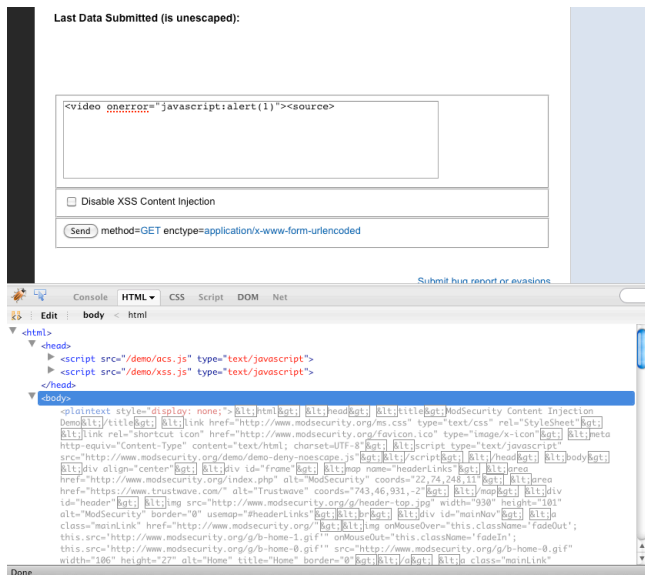 Last Data Submitted (is unescaped):
<video onerror="javascript:alert(1)"><source>
Disable XSS Content Injection
Send method=GET enctype=application/x-www-form-urlencoded
Submit bug report or evasions
Console HTML CSS Script DOM Net
Edit body < html
<html>
<head>
<script src="/demo/acs.js" type="text/javascript">
<script src="/demo/xss.js" type="text/javascript">
</head>
<body>
<plaintext style="display: none;"> &lt;html&gt; &lt;head&gt; &lt;title&gt;ModSecurity Content Injection
Demo&lt;/title&gt; &lt;link href="http://www.modsecurity.org/ms.css" type="text/css" rel="StyleSheet"&gt;
&lt;link rel="shortcut icon" href="http://www.modsecurity.org/favicon.ico" type="image/x-icon"&gt; &lt;meta
http-equiv="Content-Type" content="text/html; charset=UTF-8"&gt; &lt;script type="text/javascript"
src="http://www.modsecurity.org/demo/demo-deny-noescape.js"&gt;&lt;/script&gt; &lt;/head&gt; &lt;body&gt;
&lt;div align="center"&gt; &lt;div id="frame"&gt; &lt;map name="headerLinks"&gt; &lt;area
href="http://www.modsecurity.org/index.php" alt="ModSecurity" coords="22,74,248,11"&gt; &lt;area
href="https://www.trustwave.com/" alt="Trustwave" coords="743,46,931,-2"&gt; &lt;/map&gt; &lt;div
id="header"&gt; &lt;img src="http://www.modsecurity.org/g/header-top.jpg" width="930" height="101"
alt="ModSecurity" border="0" usemap="#headerLinks"&gt; &lt;br&gt; &lt;div id="mainNav"&gt; &lt;a
class="mainLink" href="http://www.modsecurity.org/"&gt;&lt;img onMouseOver="this.className='fadeOut';
this.src='http://www.modsecurity.org/g/b-home-1.gif'" onMouseOut="this.className='fadeIn';
this.src='http://www.modsecurity.org/g/b-home-0.gif'" src="http://www.modsecurity.org/g/b-home-0.gif"
width="106" height="27" alt="Home" title="Home" border="0"&gt;&lt;/a&gt; &lt;a class="mainLink"
Done